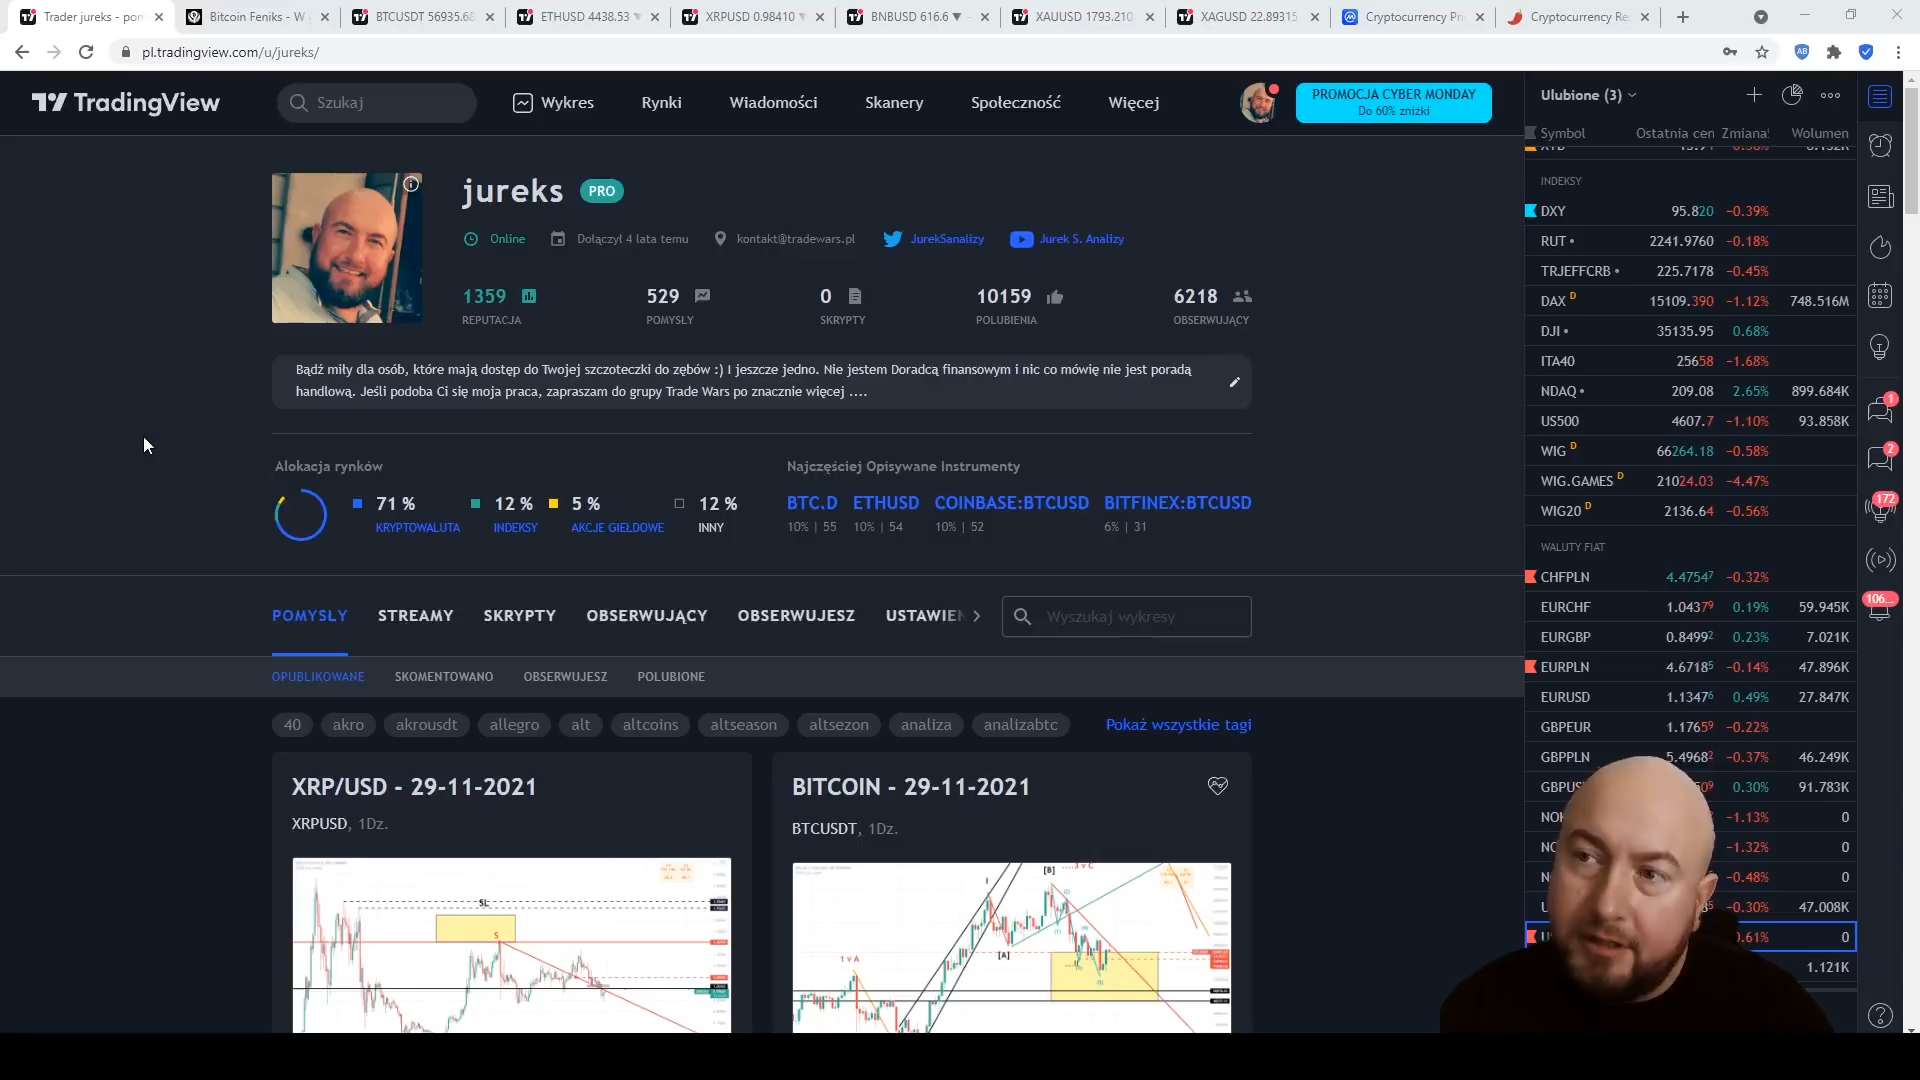 Trader jureks - pom
Bitcoin Feniks - W
BTCUSDT 56935.68
ETHUSD 4438.53 ▼
XRPUSD 0.98410 ▼
BNBUSD 616.6 ▼
XAUUSD 1793.210
XAGUSD 22.89315
Cryptocurrency Pri
Cryptocurrency Re
pl.tradingview.com/u/jureks/
TradingView
Szukaj
Wykres
Rynki
Wiadomości
Skanery
Społeczność
Więcej
PROMOCJA CYBER MONDAY
Do 60% zniżki
jureks PRO
Online
Dołączył 4 lata temu
kontakt@tradewars.pl
JurekSanalizy
Jurek S. Analizy
1359 529 0 10159 6218
REPUTACJA POMYSŁY SKRYPTY POLUBIENIA OBSERWUJĄCY
Bądź miły dla osób, które mają dostęp do Twojej szczoteczki do zębów :) I jeszcze jedno. Nie jestem Doradcą finansowym i nic co mówię nie jest poradą
handlową. Jeśli podoba Ci się moja praca, zapraszam do grupy Trade Wars po znacznie więcej ....
Alokacja rynków
71 % 12 % 5 % 12 %
KRYPTOWALUTA INDEKSY AKCJE GIEŁDOWE INNY
Najczęściej Opisywane Instrumenty
BTC.D ETHUSD COINBASE:BTCUSD BITFINEX:BTCUSD
10% | 55 10% | 54 10% | 52 6% | 31
POMYSŁY STREAMY SKRYPTY OBSERWUJĄCY OBSERWUJESZ USTAWIEN
Wyszukaj wykresy
OPUBLIKOWANE SKOMENTOWANO OBSERWUJESZ POLUBIONE
40 akro akrousdt allegro alt altcoins altseason altsezon analiza analizabtc
Pokaż wszystkie tagi
XRP/USD - 29-11-2021
XRPUSD, 1Dz.
SL
S
BITCOIN - 29-11-2021
BTCUSDT, 1Dz.
[B]
I
[A]
1 v A
Ulubione (3)
Symbol Ostatnia cen Zmiana Wolumen
INDEKSY
DXY 95.820 −0.39%
RUT 2241.9760 −0.18%
TRJEFFCRB 225.7178 −0.45%
DAX D 15109.390 −1.12% 748.516M
DJI 35135.95 0.68%
ITA40 25658 −1.68%
NDAQ 209.08 2.65% 899.684K
US500 4607.7 −1.10% 93.858K
WIG D 66264.18 −0.58%
WIG.GAMES D 21024.03 −4.47%
WIG20 D 2136.64 −0.56%
WALUTY FIAT
CHFPLN 4.47547 −0.32%
EURCHF 1.04379 0.19% 59.945K
EURGBP 0.84992 0.23% 7.021K
EURPLN 4.67185 −0.14% 47.896K
EURUSD 1.13476 0.49% 27.847K
GBPEUR 1.17659 −0.22%
GBPPLN 5.49682 −0.37% 46.249K
GBPUS 09 0.30% 91.783K
NOK −1.13% 0
NO −1.32% 0
N −0.48% 0
U 85 −0.30% 47.008K
U 0.61% 0
1.121K
1
2
172
106...